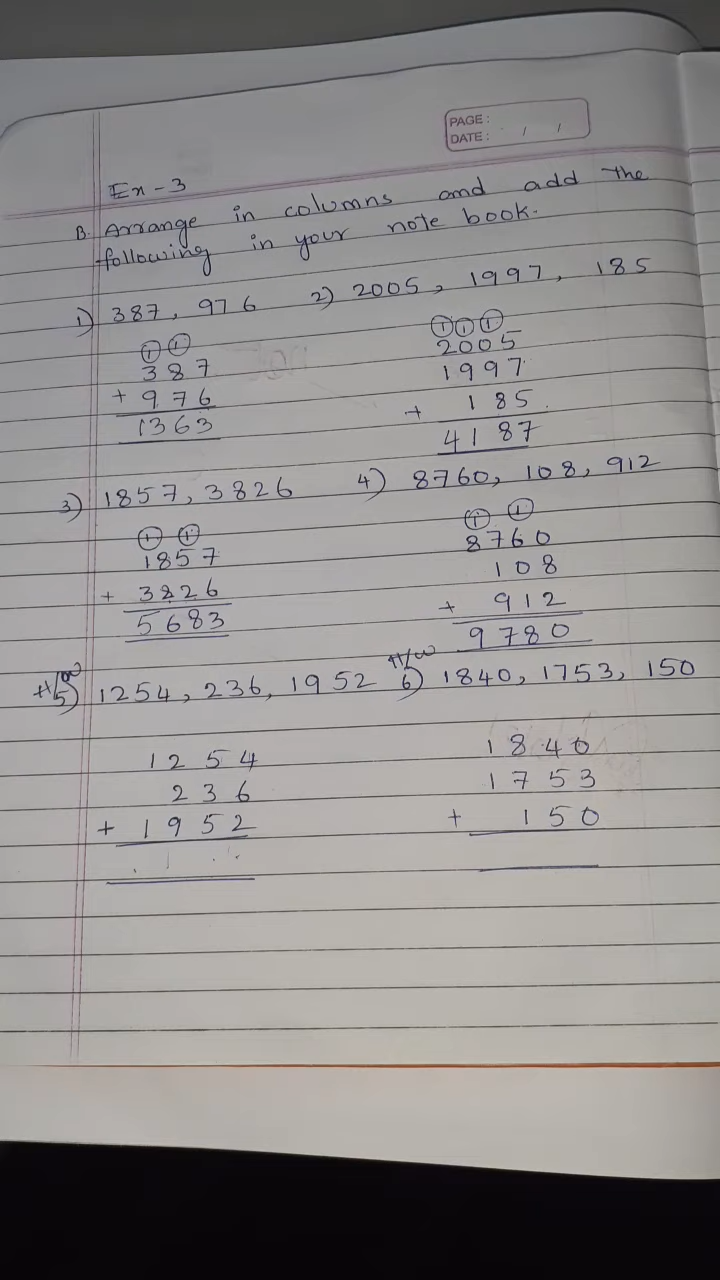 PAGE :
DATE : / /
Ex - 3
B. Arrange in columns and add the
following in your note book.
1) 387, 976 2) 2005, 1997, 185
1 1
387
+ 976
1363
1 1 1
2005
1997
+ 185
4187
3) 1857, 3826 4) 8760, 108, 912
1 1
1857
+ 3826
5683
1 1
8760
108
+ 912
9780
H/w 5) 1254, 236, 1952 H/w 6) 1840, 1753, 150
1254
236
+ 1952
1840
1753
+ 150